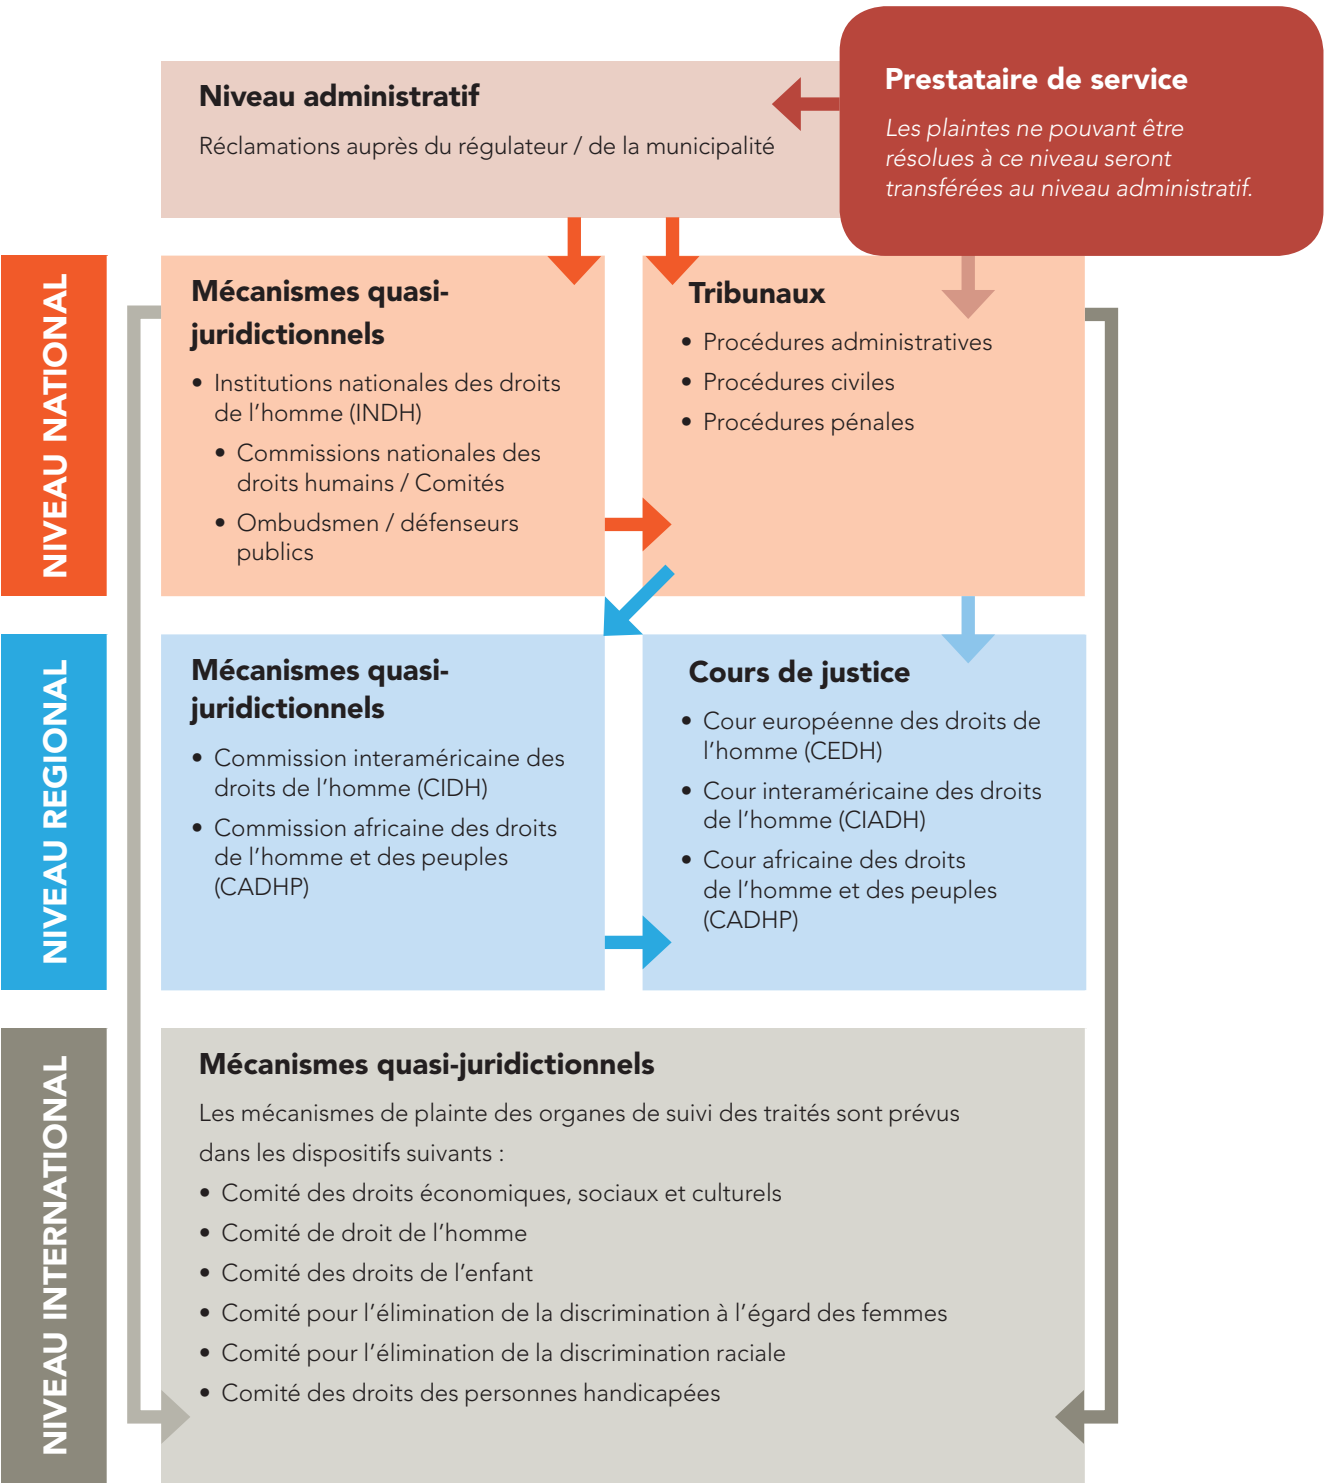 Prestataire de service
Les plaintes ne pouvant être
résolues à ce niveau seront
transférées au niveau administratif.
Niveau administratif
Réclamations auprès du régulateur / de la municipalité
NIVEAU NATIONAL
Mécanismes quasi-
juridictionnels
• Institutions nationales des droits
de l’homme (INDH)
• Commissions nationales des
droits humains / Comités
• Ombudsmen / défenseurs
publics
Tribunaux
• Procédures administratives
• Procédures civiles
• Procédures pénales
NIVEAU REGIONAL
Mécanismes quasi-
juridictionnels
• Commission interaméricaine des
droits de l’homme (CIDH)
• Commission africaine des droits
de l’homme et des peuples
(CADHP)
Cours de justice
• Cour européenne des droits de
l’homme (CEDH)
• Cour interaméricaine des droits
de l’homme (CIADH)
• Cour africaine des droits
de l’homme et des peuples
(CADHP)
NIVEAU INTERNATIONAL
Mécanismes quasi-juridictionnels
Les mécanismes de plainte des organes de suivi des traités sont prévus
dans les dispositifs suivants :
• Comité des droits économiques, sociaux et culturels
• Comité de droit de l’homme
• Comité des droits de l’enfant
• Comité pour l’élimination de la discrimination à l’égard des femmes
• Comité pour l’élimination de la discrimination raciale
• Comité des droits des personnes handicapées